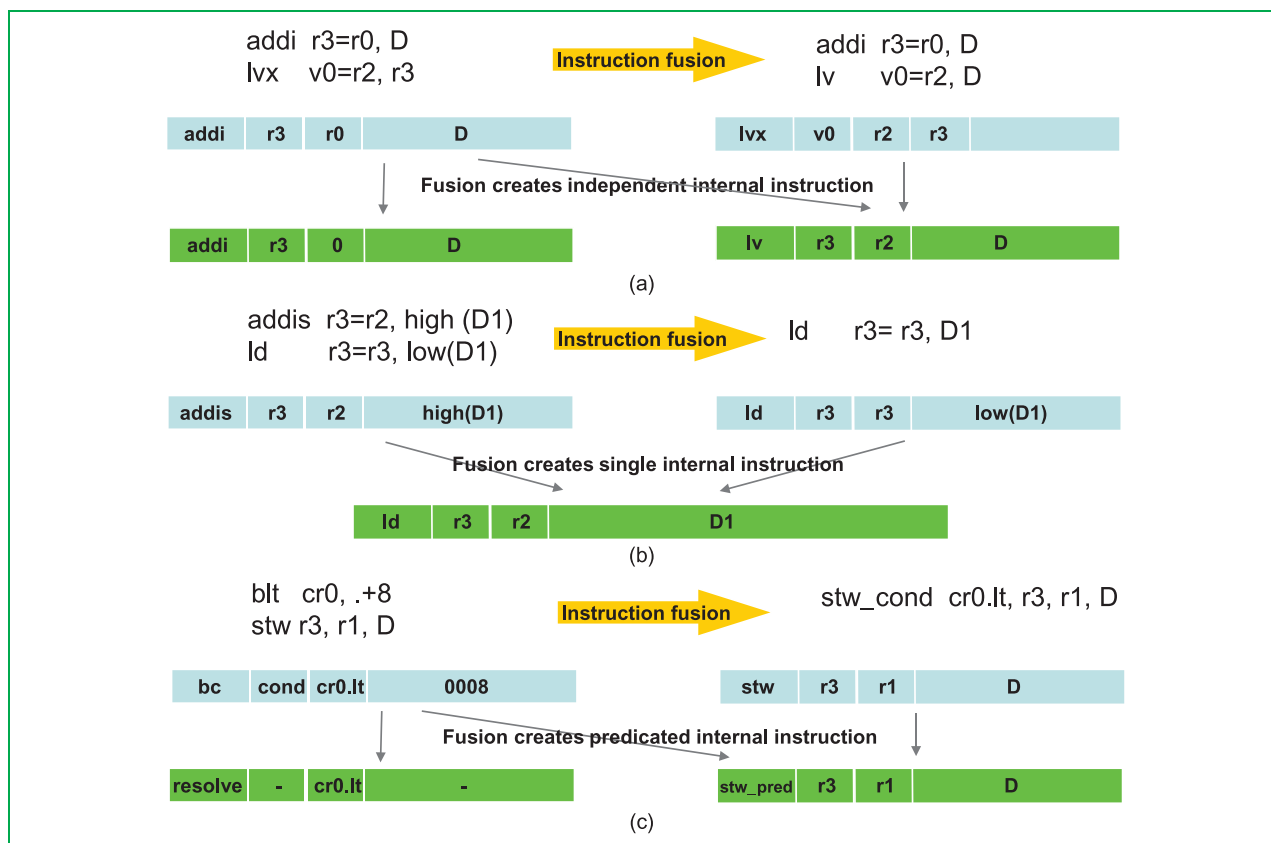 addi r3=r0, D
lvx v0=r2, r3
Instruction fusion
addi r3=r0, D
lv v0=r2, D
addi r3 r0 D
lvx v0 r2 r3
Fusion creates independent internal instruction
addi r3 0 D
lv r3 r2 D
(a)
addis r3=r2, high (D1)
ld r3=r3, low(D1)
Instruction fusion
ld r3= r3, D1
addis r3 r2 high(D1)
ld r3 r3 low(D1)
Fusion creates single internal instruction
ld r3 r2 D1
(b)
blt cr0, .+8
stw r3, r1, D
Instruction fusion
stw_cond cr0.lt, r3, r1, D
bc cond cr0.lt 0008
stw r3 r1 D
Fusion creates predicated internal instruction
resolve - cr0.lt -
stw_pred r3 r1 D
(c)